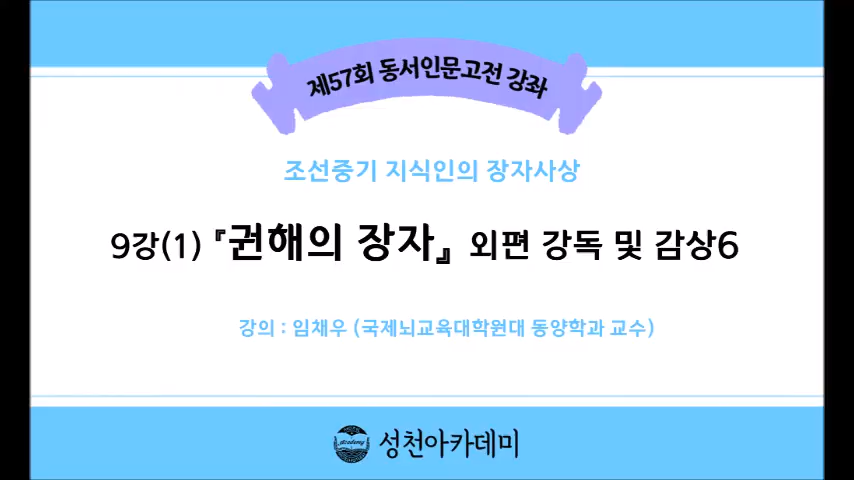 제57회 동서인문고전 강좌
조선중기 지식인의 장자사상
9강(1) 『권해의 장자』 외편 강독 및 감상6
강의 : 임채우 (국제뇌교육대학원대 동양학과 교수)
academy
성천아카데미